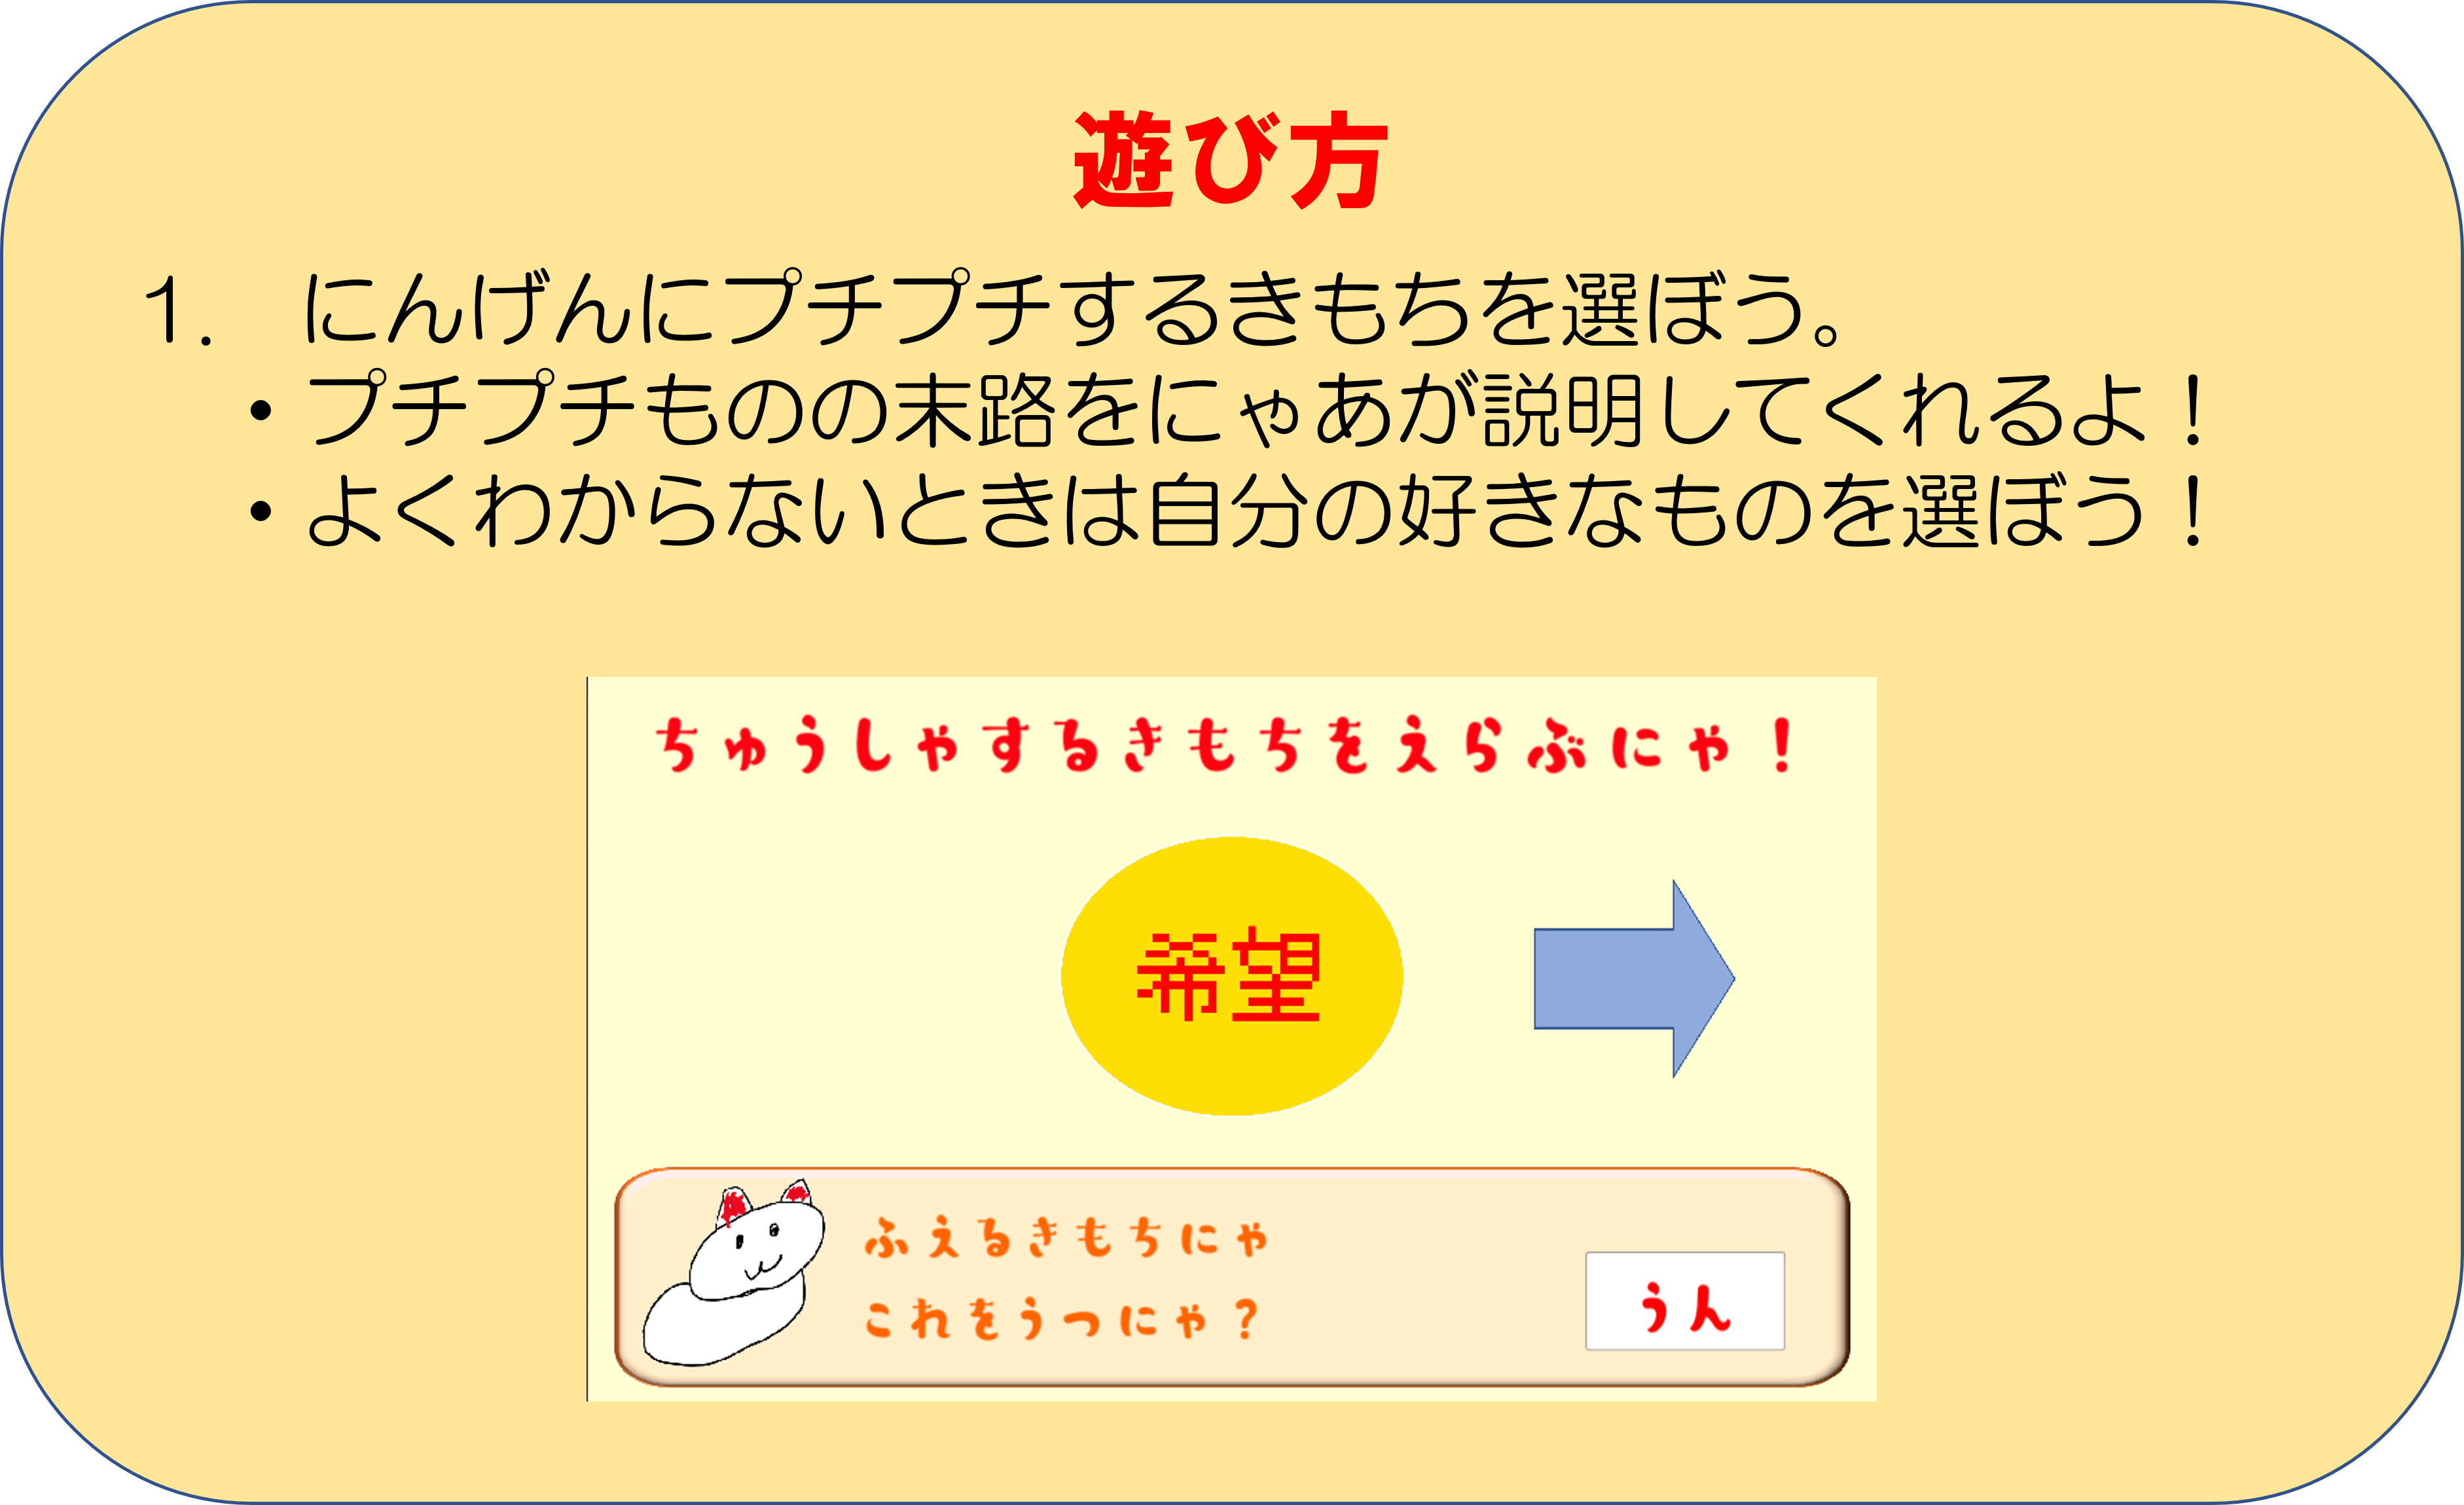 遊び方
1. にんげんにプチプチするきもちを選ぼう。
• プチプチものの末路をにゃあが説明してくれるよ！
• よくわからないときは自分の好きなものを選ぼう！
ちゅうしゃするきもちをえらぶにゃ！
希望
ふえるきもちにゃ
これをうつにゃ？
うん